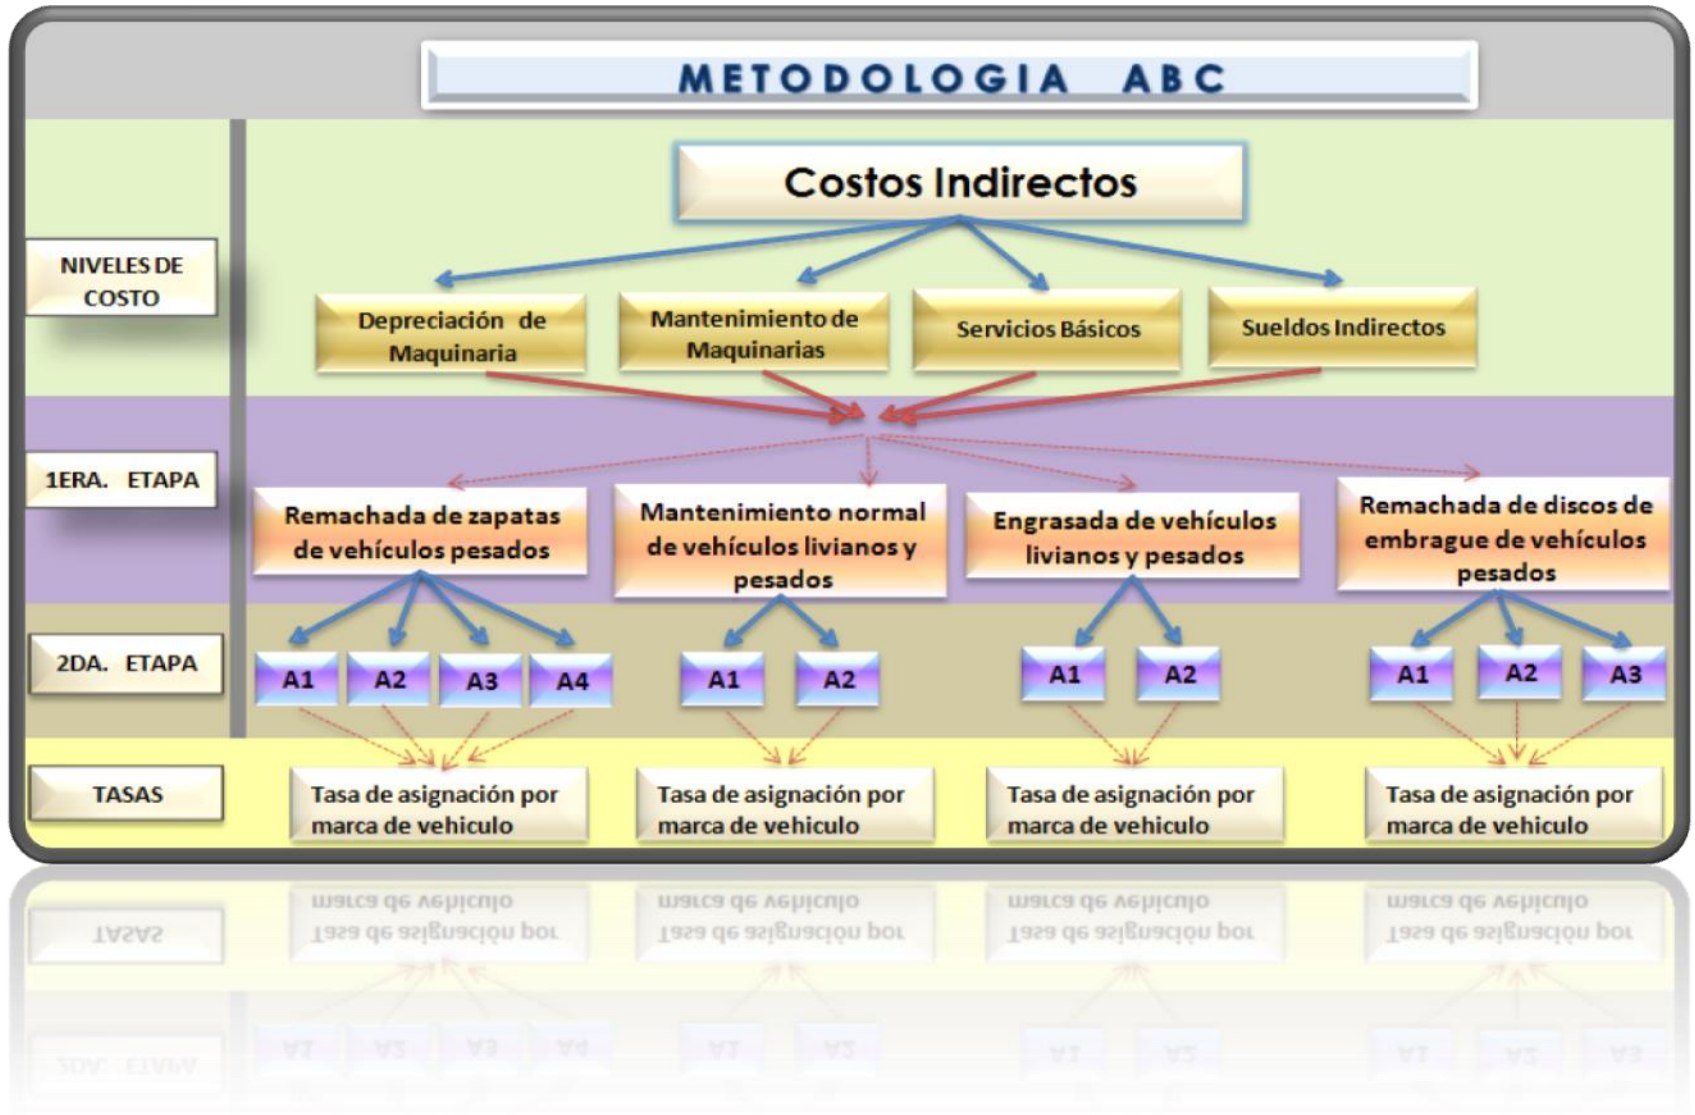 METODOLOGIA ABC
Costos Indirectos
NIVELES DE
COSTO
Depreciación de
Maquinaria
Mantenimiento de
Maquinarias
Servicios Básicos
Sueldos Indirectos
1ERA. ETAPA
Remachada de zapatas
de vehículos pesados
Mantenimiento normal
de vehículos livianos y
pesados
Engrasada de vehículos
livianos y pesados
Remachada de discos de
embrague de vehículos
pesados
2DA. ETAPA
A1
A2
A3
A4
A1
A2
A1
A2
A1
A2
A3
TASAS
Tasa de asignación por
marca de vehiculo
Tasa de asignación por
marca de vehiculo
Tasa de asignación por
marca de vehiculo
Tasa de asignación por
marca de vehiculo